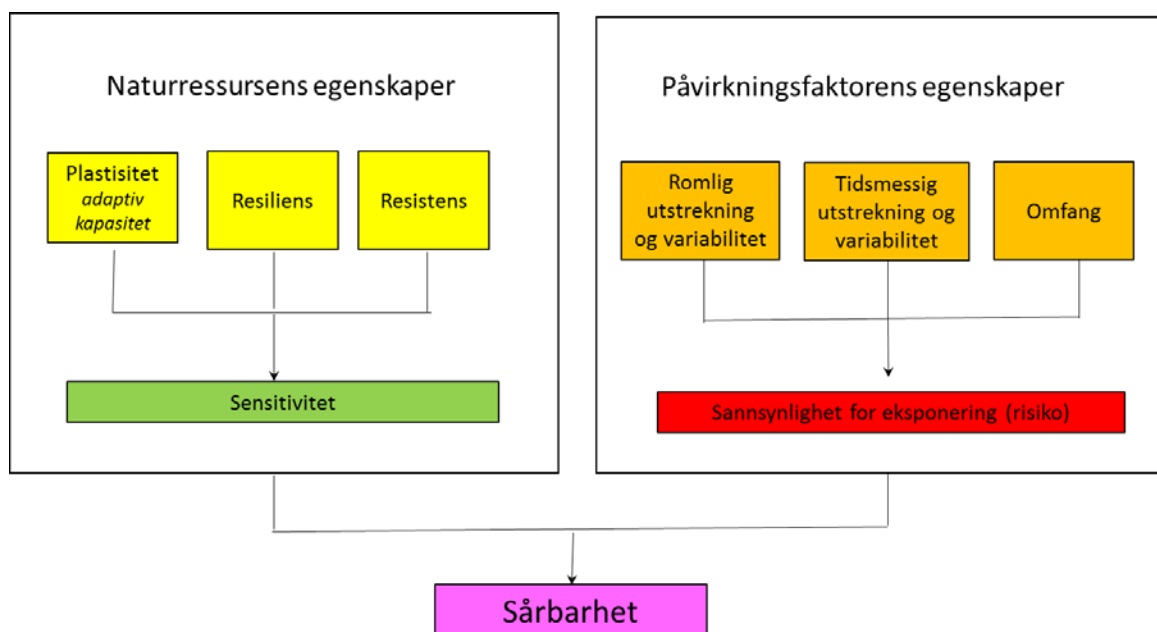 Naturressursens egenskaper
Plastisitet
adaptiv
kapasitet
Resiliens
Resistens
Sensitivitet
Påvirkningsfaktorens egenskaper
Romlig
utstrekning
og variabilitet
Tidsmessig
utstrekning og
variabilitet
Omfang
Sannsynlighet for eksponering (risiko)
Sårbarhet